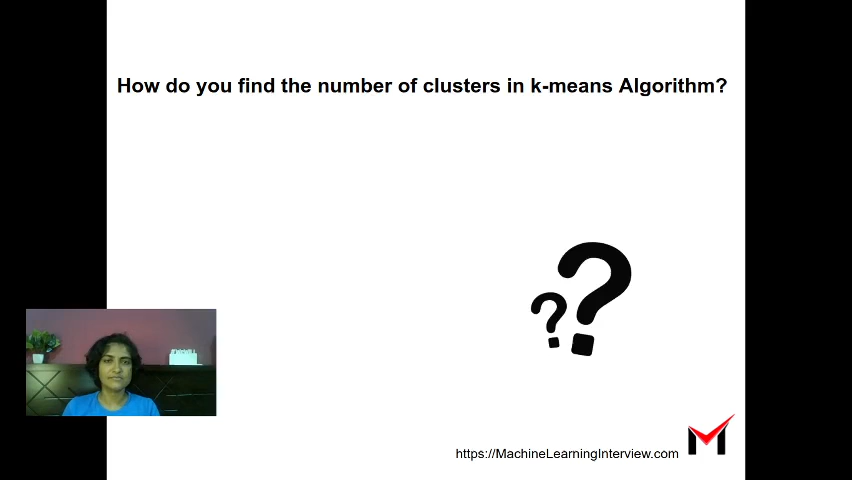 How do you find the number of clusters in k-means Algorithm?
https://MachineLearningInterview.com